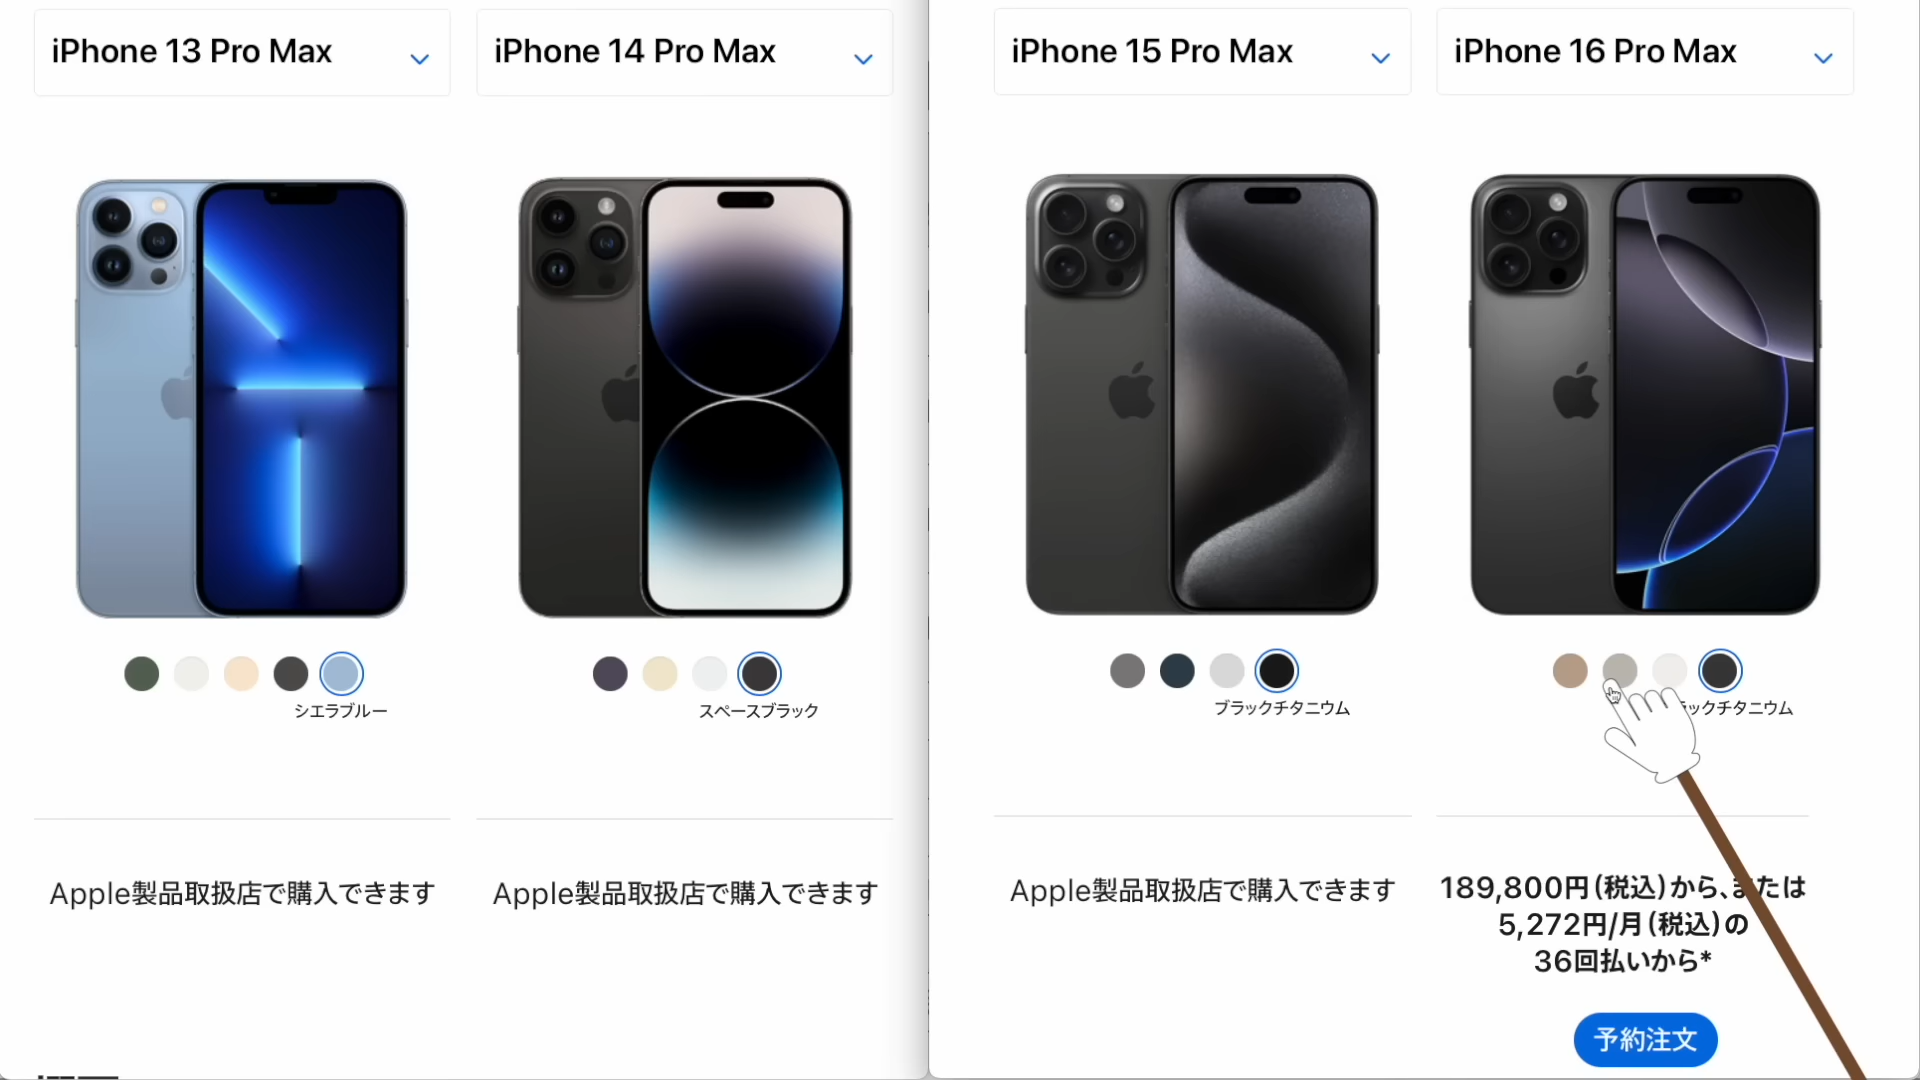 iPhone 13 Pro Max
iPhone 14 Pro Max
iPhone 15 Pro Max
iPhone 16 Pro Max
シエラブルー
スペースブラック
ブラックチタニウム
ックチタニウム
Apple製品取扱店で購入できます
Apple製品取扱店で購入できます
Apple製品取扱店で購入できます
189,800円(税込)から、または
5,272円/月(税込)の
36回払いから*
予約注文